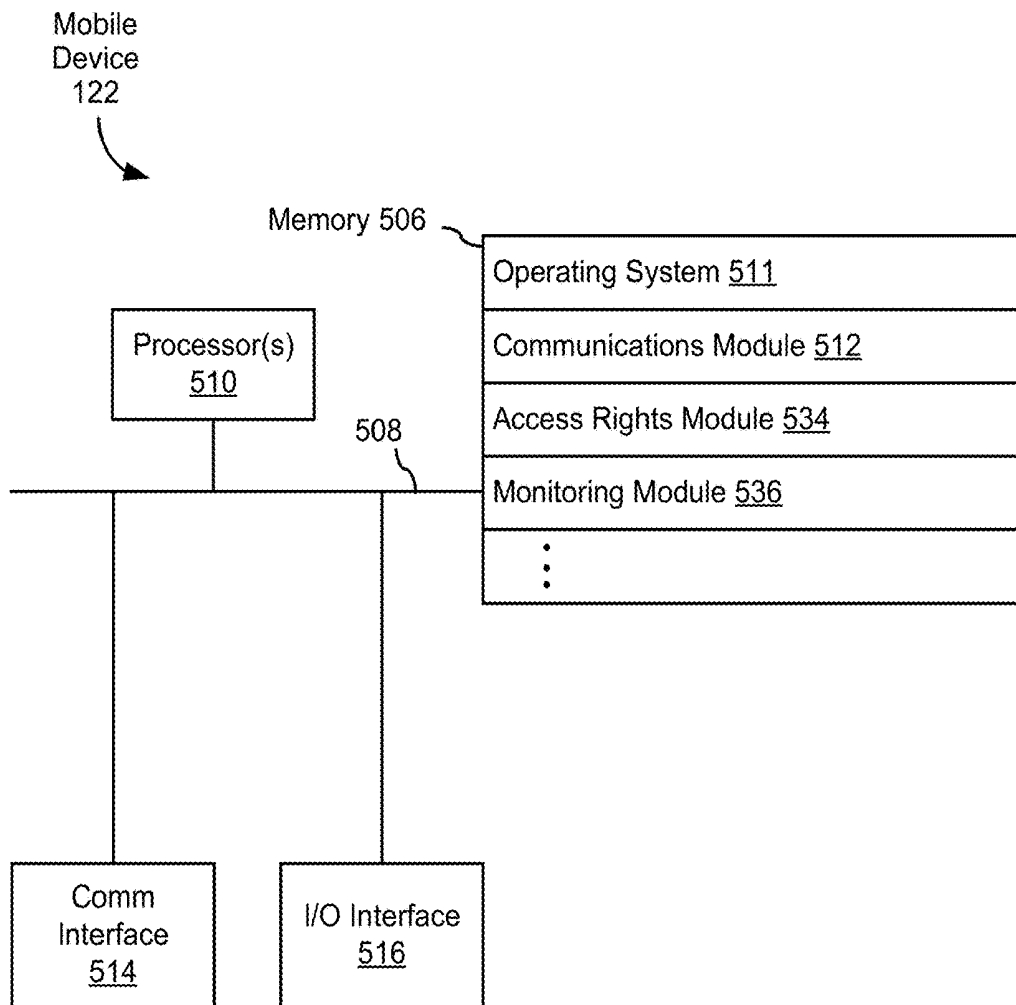 Mobile
Device
122
Memory 506
Operating System 511
Processor(s)
510
Communications Module 512
Access Rights Module 534
508
Monitoring Module 536
Comm
Interface
514
I/O Interface
516